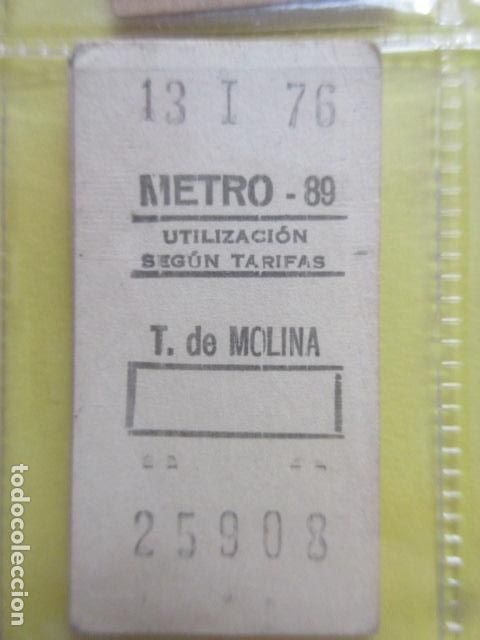 13 I 76
METRO - 89
UTILIZACIÓN
SEGÚN TARIFAS
T. de MOLINA
25908
todocoleccion